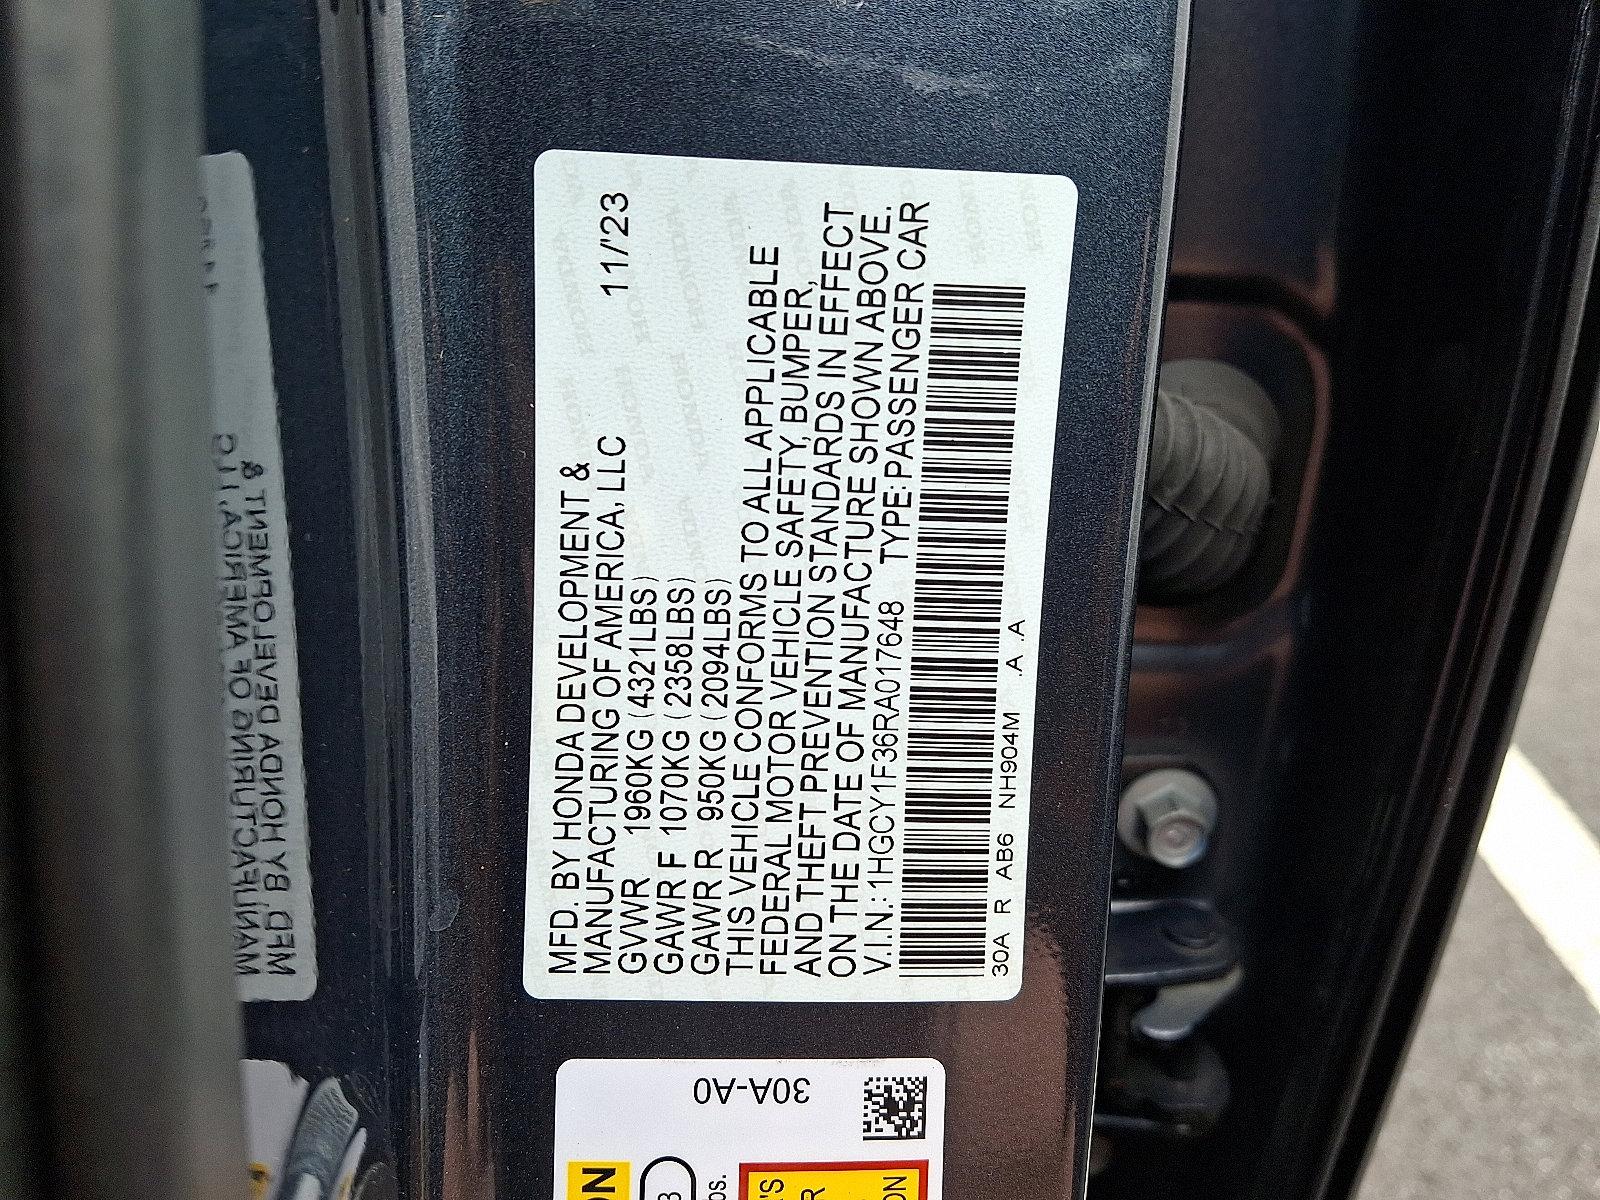 MFD. BY HONDA DEVELOPMENT &
MANUFACTURING OF AMERICA, LLC 11/'23
GVWR 1960KG (4321LBS)
GAWR F 1070KG (2358LBS)
GAWR R 950KG (2094LBS)
THIS VEHICLE CONFORMS TO ALL APPLICABLE
FEDERAL MOTOR VEHICLE SAFETY, BUMPER,
AND THEFT PREVENTION STANDARDS IN EFFECT
ON THE DATE OF MANUFACTURE SHOWN ABOVE.
V.I.N.: 1HGCY1F36RA017648 TYPE: PASSENGER CAR
30A R AB6 NH904M .A .A
30A-A0